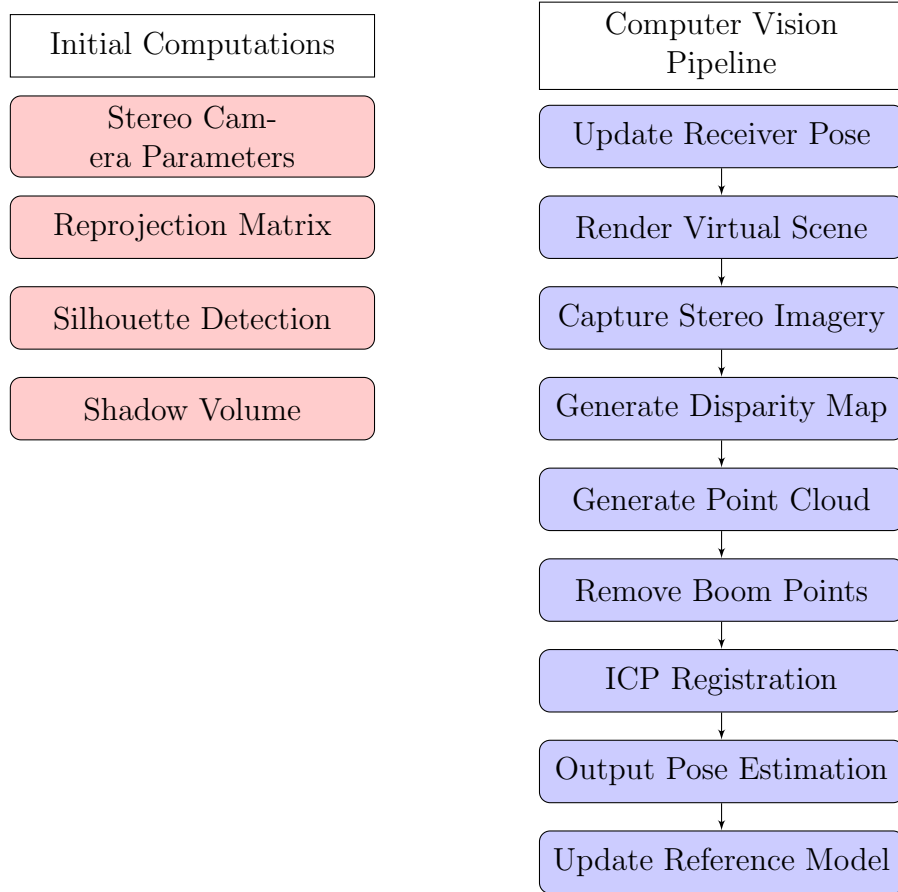 Initial Computations
Stereo Cam-
era Parameters
Reprojection Matrix
Silhouette Detection
Shadow Volume
Computer Vision
Pipeline
Update Receiver Pose
Render Virtual Scene
Capture Stereo Imagery
Generate Disparity Map
Generate Point Cloud
Remove Boom Points
ICP Registration
Output Pose Estimation
Update Reference Model